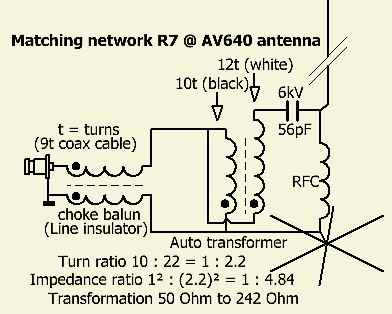 Matching network R7 @ AV640 antenna
12t (white)
10t (black)
6kV
56pF
t = turns
(9t coax cable)
RFC
choke balun
(Line insulator)
Auto transformer
Turn ratio 10 : 22 = 1 : 2.2
Impedance ratio 1² : (2.2)² = 1 : 4.84
Transformation 50 Ohm to 242 Ohm